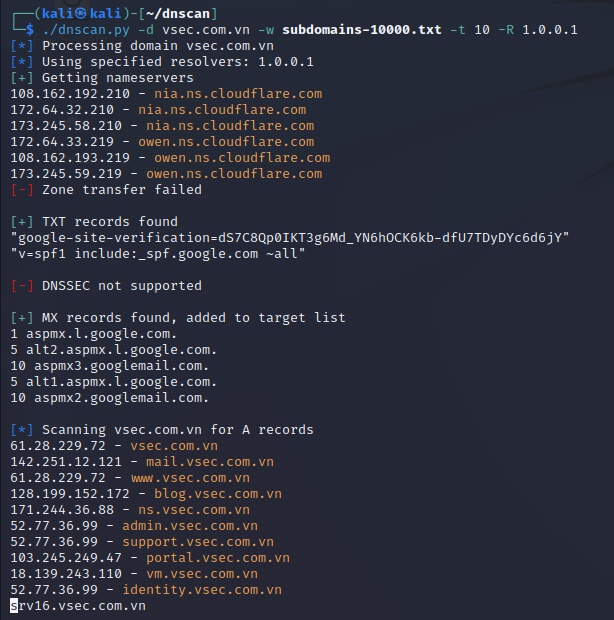 ┌──(kali㉿kali)-[~/dnscan]
└─$ ./dnscan.py -d vsec.com.vn -w subdomains-10000.txt -t 10 -R 1.0.0.1
[*] Processing domain vsec.com.vn
[*] Using specified resolvers: 1.0.0.1
[+] Getting nameservers
108.162.192.210 - nia.ns.cloudflare.com
172.64.32.210 - nia.ns.cloudflare.com
173.245.58.210 - nia.ns.cloudflare.com
172.64.33.219 - owen.ns.cloudflare.com
108.162.193.219 - owen.ns.cloudflare.com
173.245.59.219 - owen.ns.cloudflare.com
[-] Zone transfer failed
[+] TXT records found
"google-site-verification=dS7C8Qp0IKT3g6Md_YN6hOCK6kb-dfU7TDyDYc6d6jY"
"v=spf1 include:_spf.google.com ~all"
[-] DNSSEC not supported
[+] MX records found, added to target list
1 aspmx.l.google.com.
5 alt2.aspmx.l.google.com.
10 aspmx3.googlemail.com.
5 alt1.aspmx.l.google.com.
10 aspmx2.googlemail.com.
[*] Scanning vsec.com.vn for A records
61.28.229.72 - vsec.com.vn
142.251.12.121 - mail.vsec.com.vn
61.28.229.72 - www.vsec.com.vn
128.199.152.172 - blog.vsec.com.vn
171.244.36.88 - ns.vsec.com.vn
52.77.36.99 - admin.vsec.com.vn
52.77.36.99 - support.vsec.com.vn
103.245.249.47 - portal.vsec.com.vn
18.139.243.110 - vm.vsec.com.vn
52.77.36.99 - identity.vsec.com.vn
srv16.vsec.com.vn